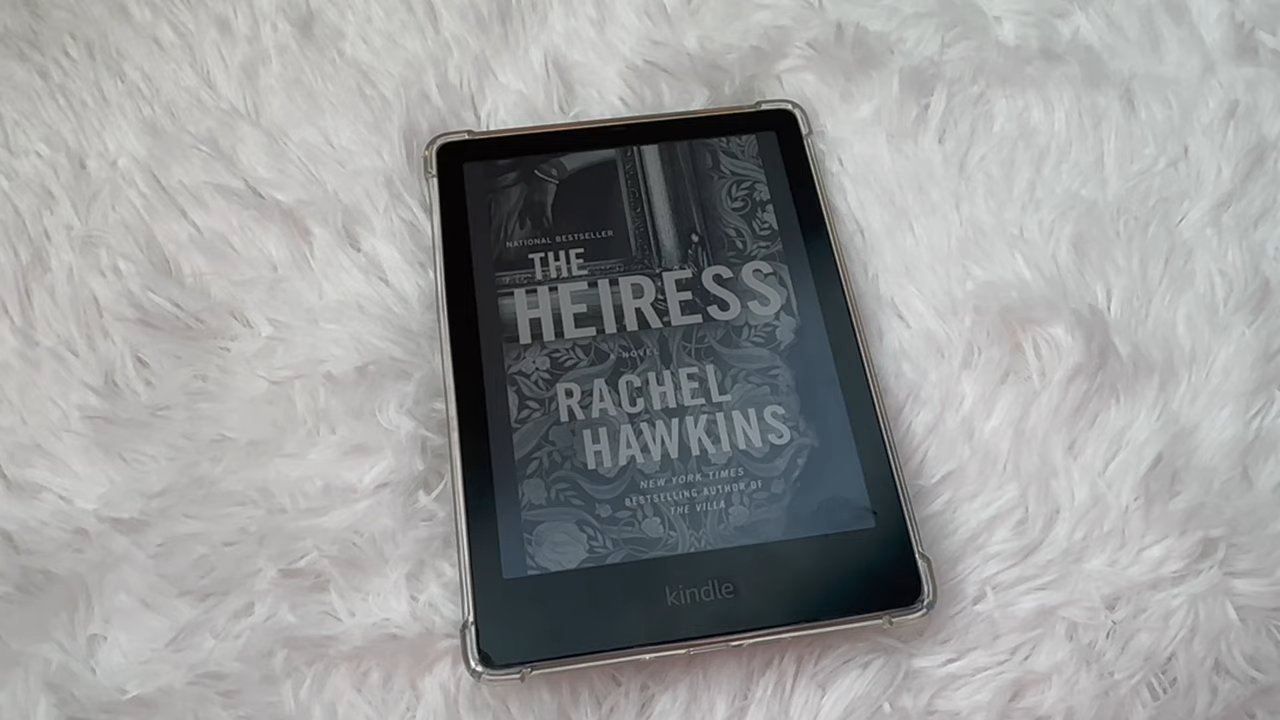 NATIONAL BESTSELLER
THE
HEIRESS
A NOVEL
RACHEL
HAWKINS
NEW YORK TIMES
BESTSELLING AUTHOR OF
THE VILLA
kindle